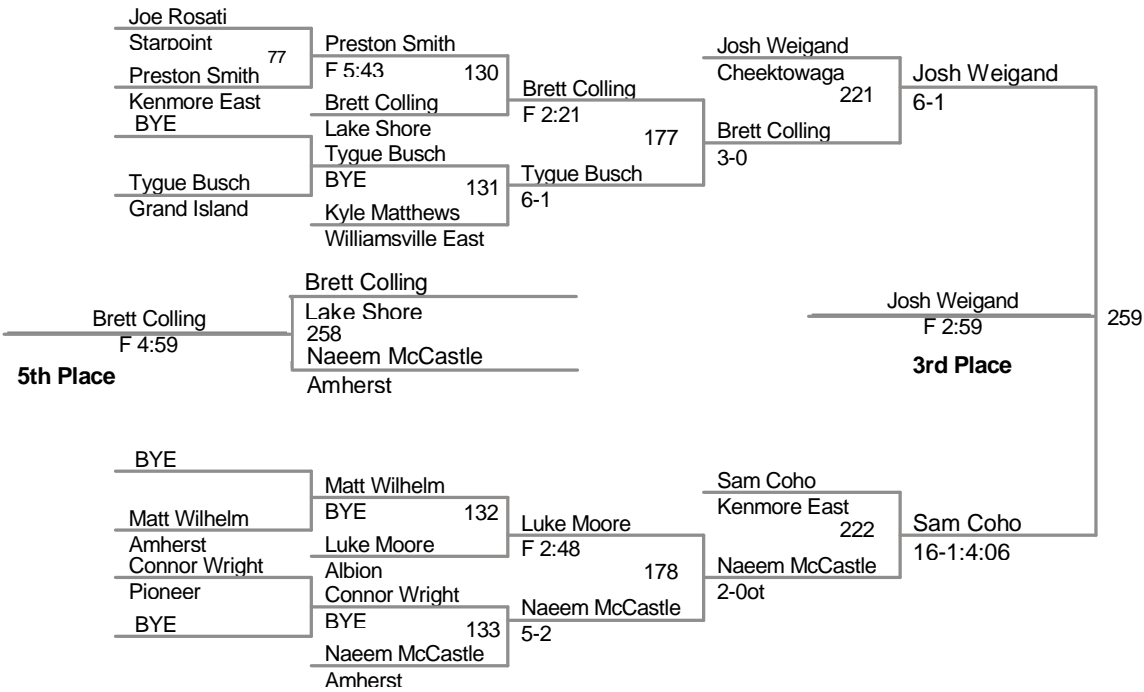 Joe Rosati
Starpoint
77
Preston Smith
Kenmore East
BYE
Tygue Busch
Grand Island
Preston Smith
F 5:43
130
Brett Colling
Lake Shore
Tygue Busch
BYE
131
Kyle Matthews
Williamsville East
Brett Colling
F 2:21
177
Tygue Busch
6-1
Josh Weigand
Cheektowaga
221
Brett Colling
3-0
Josh Weigand
6-1
Brett Colling
Lake Shore
258
Naeem McCastle
Amherst
Brett Colling
F 4:59
5th Place
Josh Weigand
F 2:59
259
3rd Place
BYE
Matt Wilhelm
Amherst
Connor Wright
Pioneer
BYE
Matt Wilhelm
BYE
132
Luke Moore
Albion
Connor Wright
BYE
133
Naeem McCastle
Amherst
Luke Moore
F 2:48
178
Naeem McCastle
5-2
Sam Coho
Kenmore East
222
Naeem McCastle
2-0ot
Sam Coho
16-1:4:06